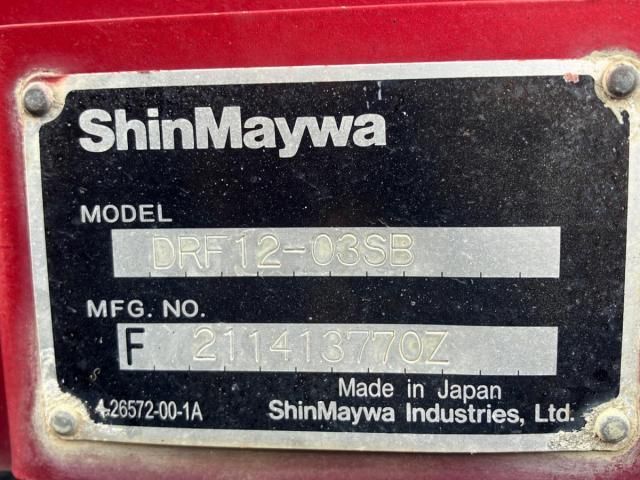 ShinMaywa
MODEL
DRF12-03SB
MFG. NO.
F 211413770Z
Made in Japan
4-26572-00-1A ShinMaywa Industries, Ltd.